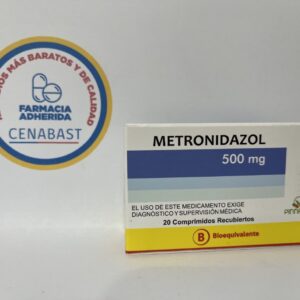 MÁS BARATOS Y DE CALIDAD
FARMACIA
ADHERIDA
CENABAST
METRONIDAZOL
500 mg
EL USO DE ESTE MEDICAMENTO EXIGE
DIAGNÓSTICO Y SUPERVISIÓN MÉDICA
20 Comprimidos Recubiertos
B Bioequivalente